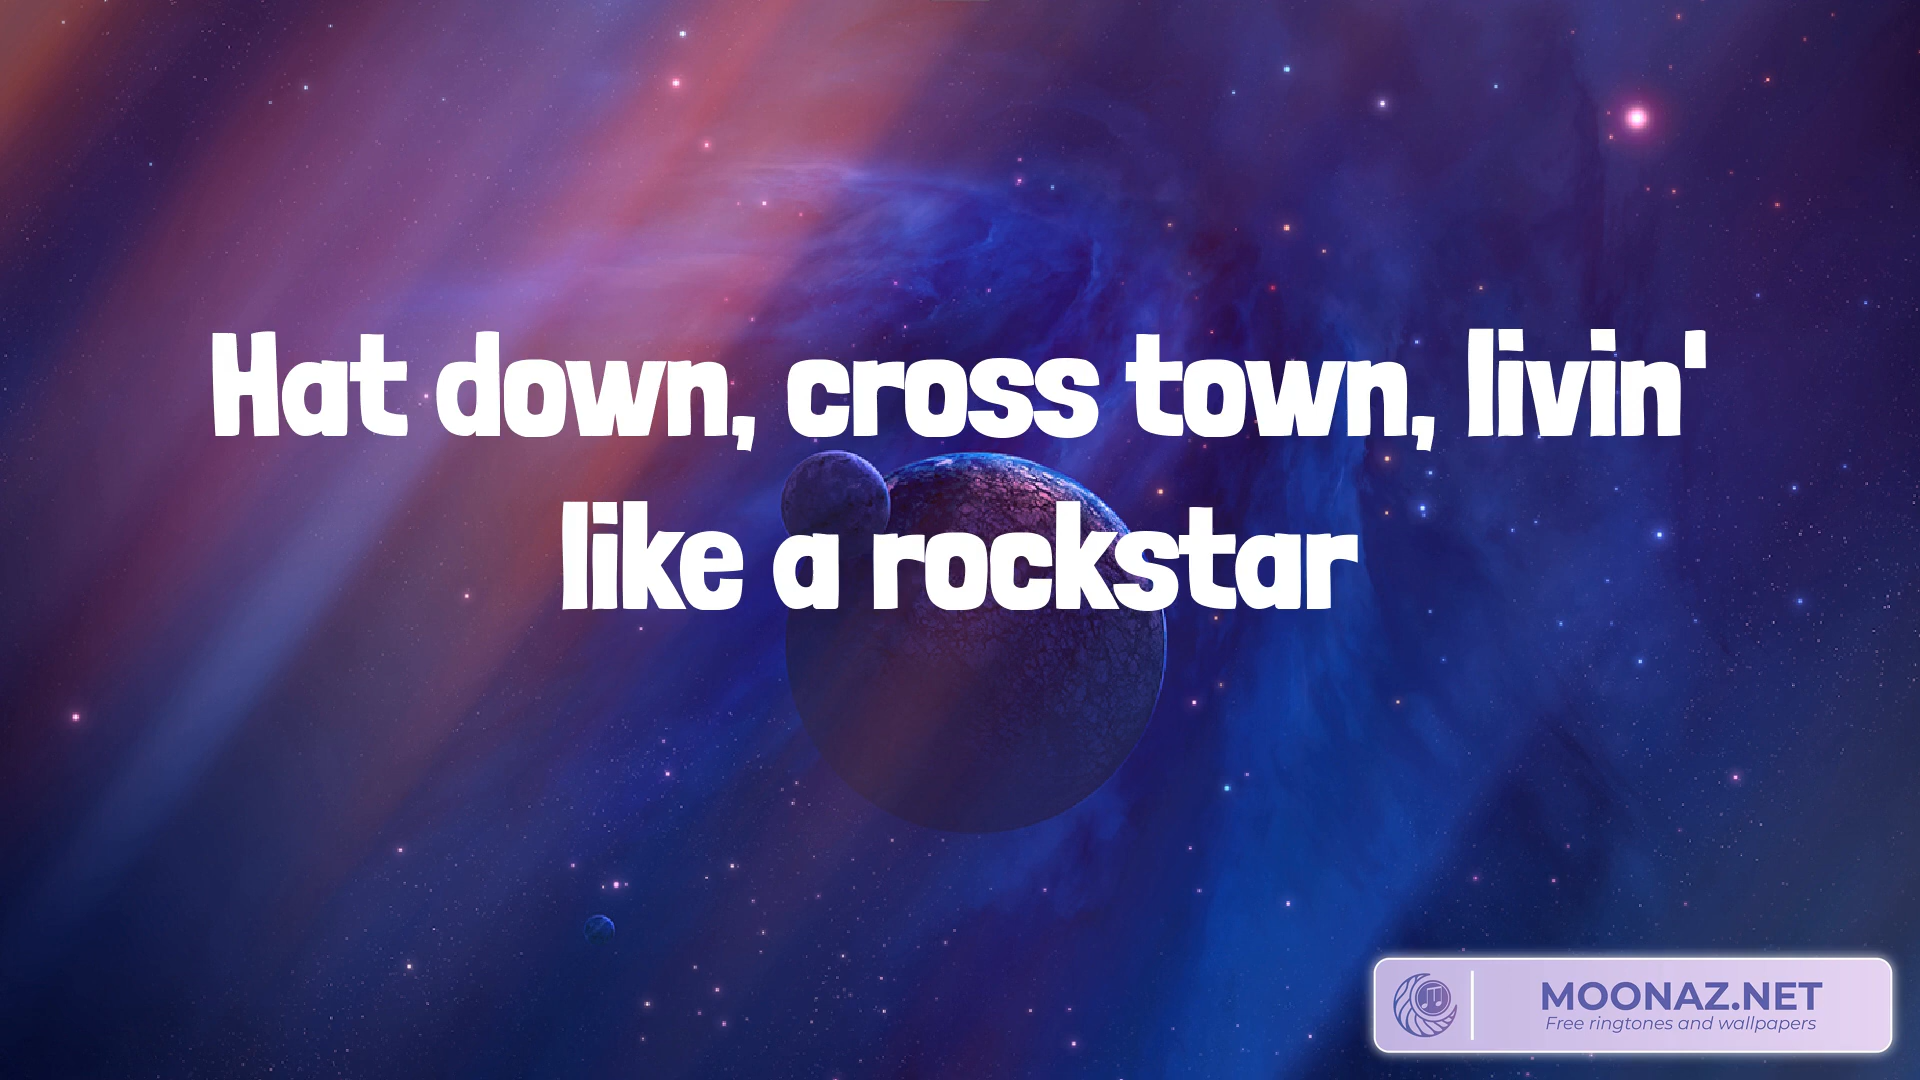 Hat down, cross town, livin'
like a rockstar
MOONAZ.NET
Free ringtones and wallpapers